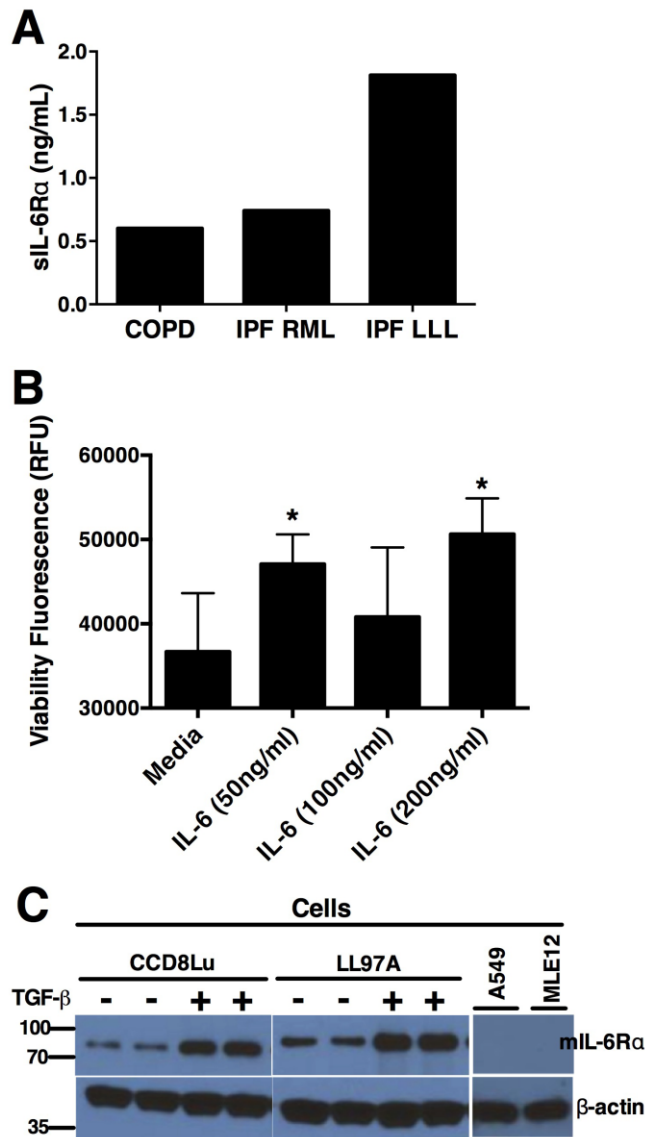 A
sIL-6Rα (ng/mL)
2.0
1.5
1.0
0.5
0.0
COPD IPF RML IPF LLL
B
Viability Fluorescence (RFU)
60000
50000
40000
30000
* *
Media
IL-6 (50ng/ml)
IL-6 (100ng/ml)
IL-6 (200ng/ml)
C
Cells
CCD8Lu LL97A A549 MLE12
TGF-β - - + + - - + +
100
70
mIL-6Rα
35
β-actin